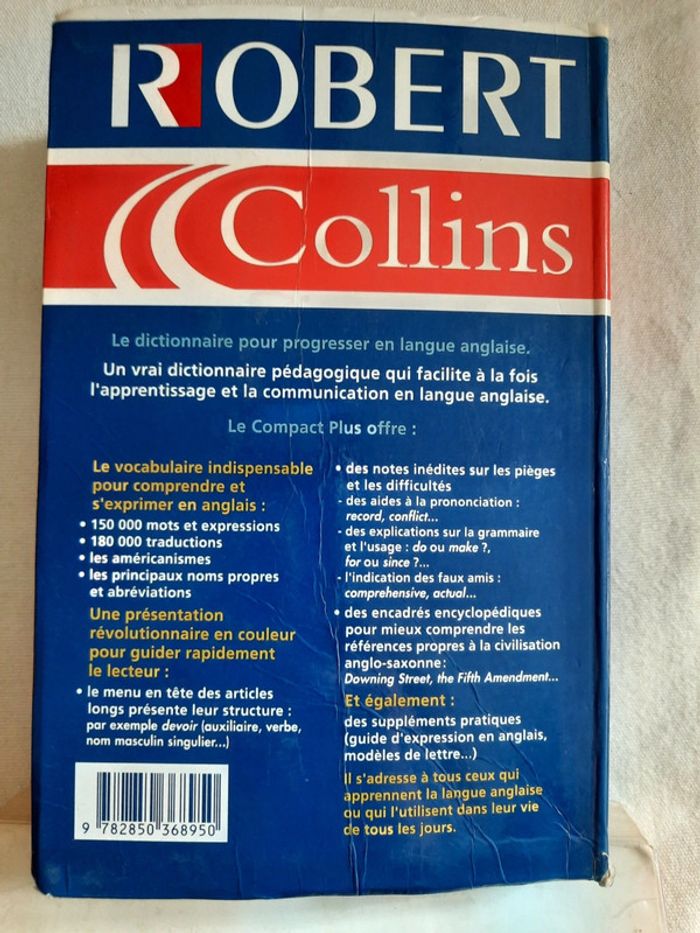 ROBERT
Collins
Le dictionnaire pour progresser en langue anglaise.
Un vrai dictionnaire pédagogique qui facilite à la fois
l'apprentissage et la communication en langue anglaise.
Le Compact Plus offre :
Le vocabulaire indispensable
pour comprendre et
s'exprimer en anglais :
• 150 000 mots et expressions
• 180 000 traductions
• les américanismes
• les principaux noms propres
et abréviations
Une présentation
révolutionnaire en couleur
pour guider rapidement
le lecteur :
• le menu en tête des articles
longs présente leur structure :
par exemple devoir (auxiliaire, verbe,
nom masculin singulier...)
• des notes inédites sur les pièges
et les difficultés
- des aides à la prononciation :
record, conflict...
- des explications sur la grammaire
et l'usage : do ou make ?,
for ou since ?...
- l'indication des faux amis :
comprehensive, actual...
• des encadrés encyclopédiques
pour mieux comprendre les
références propres à la civilisation
anglo-saxonne:
Downing Street, the Fifth Amendment...
Et également :
des suppléments pratiques
(guide d'expression en anglais,
modèles de lettre...)
Il s'adresse à tous ceux qui
apprennent la langue anglaise
ou qui l'utilisent dans leur vie
de tous les jours.
9 782850 368950